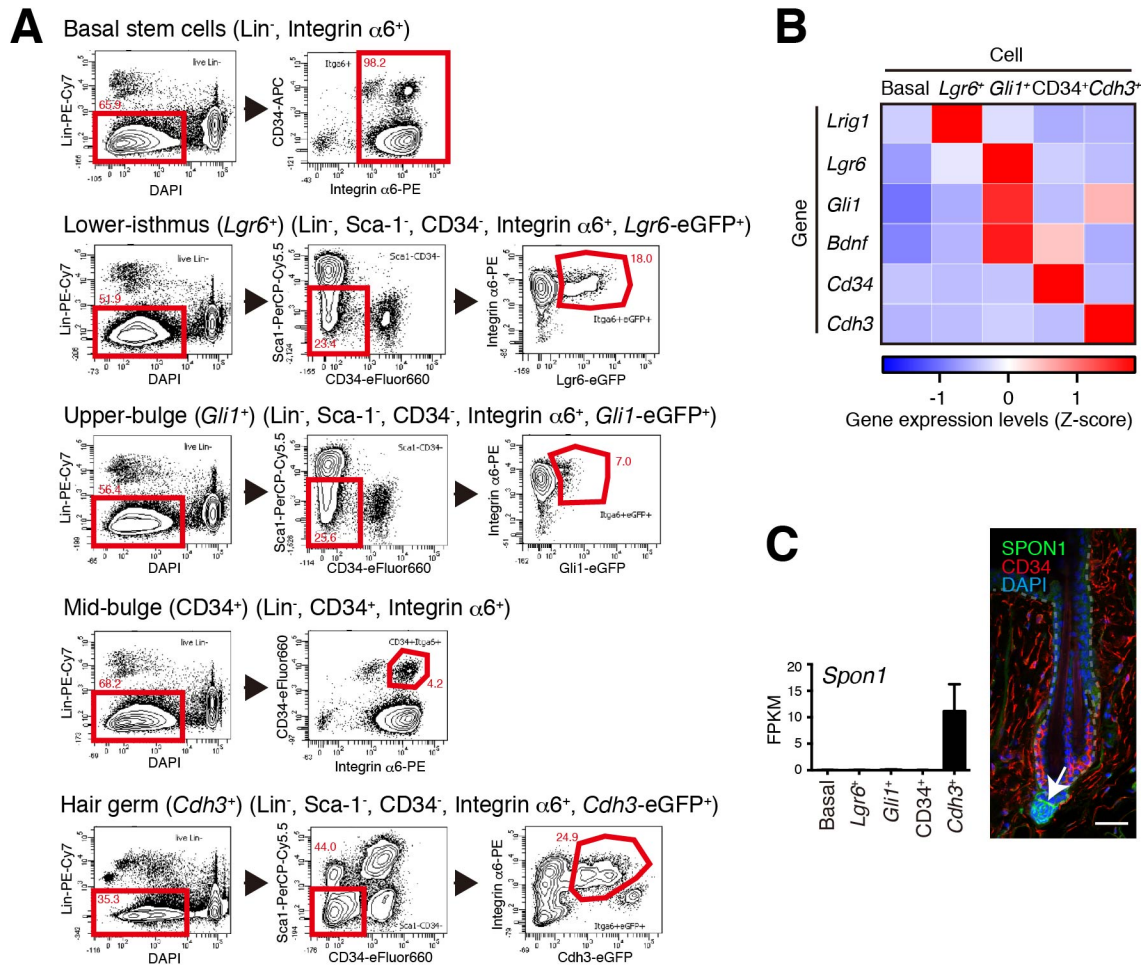 A
Basal stem cells (Lin-, Integrin α6+)
Lin-PE-Cy7
live Lin-
65.9
DAPI
CD34-APC
Itga6+
98.2
Integrin α6-PE
Lower-isthmus (Lgr6+) (Lin-, Sca-1-, CD34-, Integrin α6+, Lgr6-eGFP+)
Lin-PE-Cy7
live Lin-
51.9
DAPI
Sca1-PerCP-Cy5.5
Sca1-CD34-
23.4
CD34-eFluor660
Integrin α6-PE
18.0
Itga6+eGFP+
Lgr6-eGFP
Upper-bulge (Gli1+) (Lin-, Sca-1-, CD34-, Integrin α6+, Gli1-eGFP+)
Lin-PE-Cy7
live Lin-
56.4
DAPI
Sca1-PerCP-Cy5.5
Sca1-CD34-
25.6
CD34-eFluor660
Integrin α6-PE
7.0
Itga6+eGFP+
Gli1-eGFP
Mid-bulge (CD34+) (Lin-, CD34+, Integrin α6+)
Lin-PE-Cy7
live Lin-
68.2
DAPI
CD34-eFluor660
CD34+Itga6+
4.2
Integrin α6-PE
Hair germ (Cdh3+) (Lin-, Sca-1-, CD34-, Integrin α6+, Cdh3-eGFP+)
Lin-PE-Cy7
live Lin-
35.3
DAPI
Sca1-PerCP-Cy5.5
44.0
Sca1-CD34-
CD34-eFluor660
Integrin α6-PE
24.9
Itga6+eGFP+
Cdh3-eGFP
B
Cell
Basal Lgr6+ Gli1+ CD34+ Cdh3+
Gene
Lrig1
Lgr6
Gli1
Bdnf
Cd34
Cdh3
-1 0 1
Gene expression levels (Z-score)
C
Spon1
FPKM
20
15
10
5
0
Basal
Lgr6+
Gli1+
CD34+
Cdh3+
SPON1
CD34
DAPI